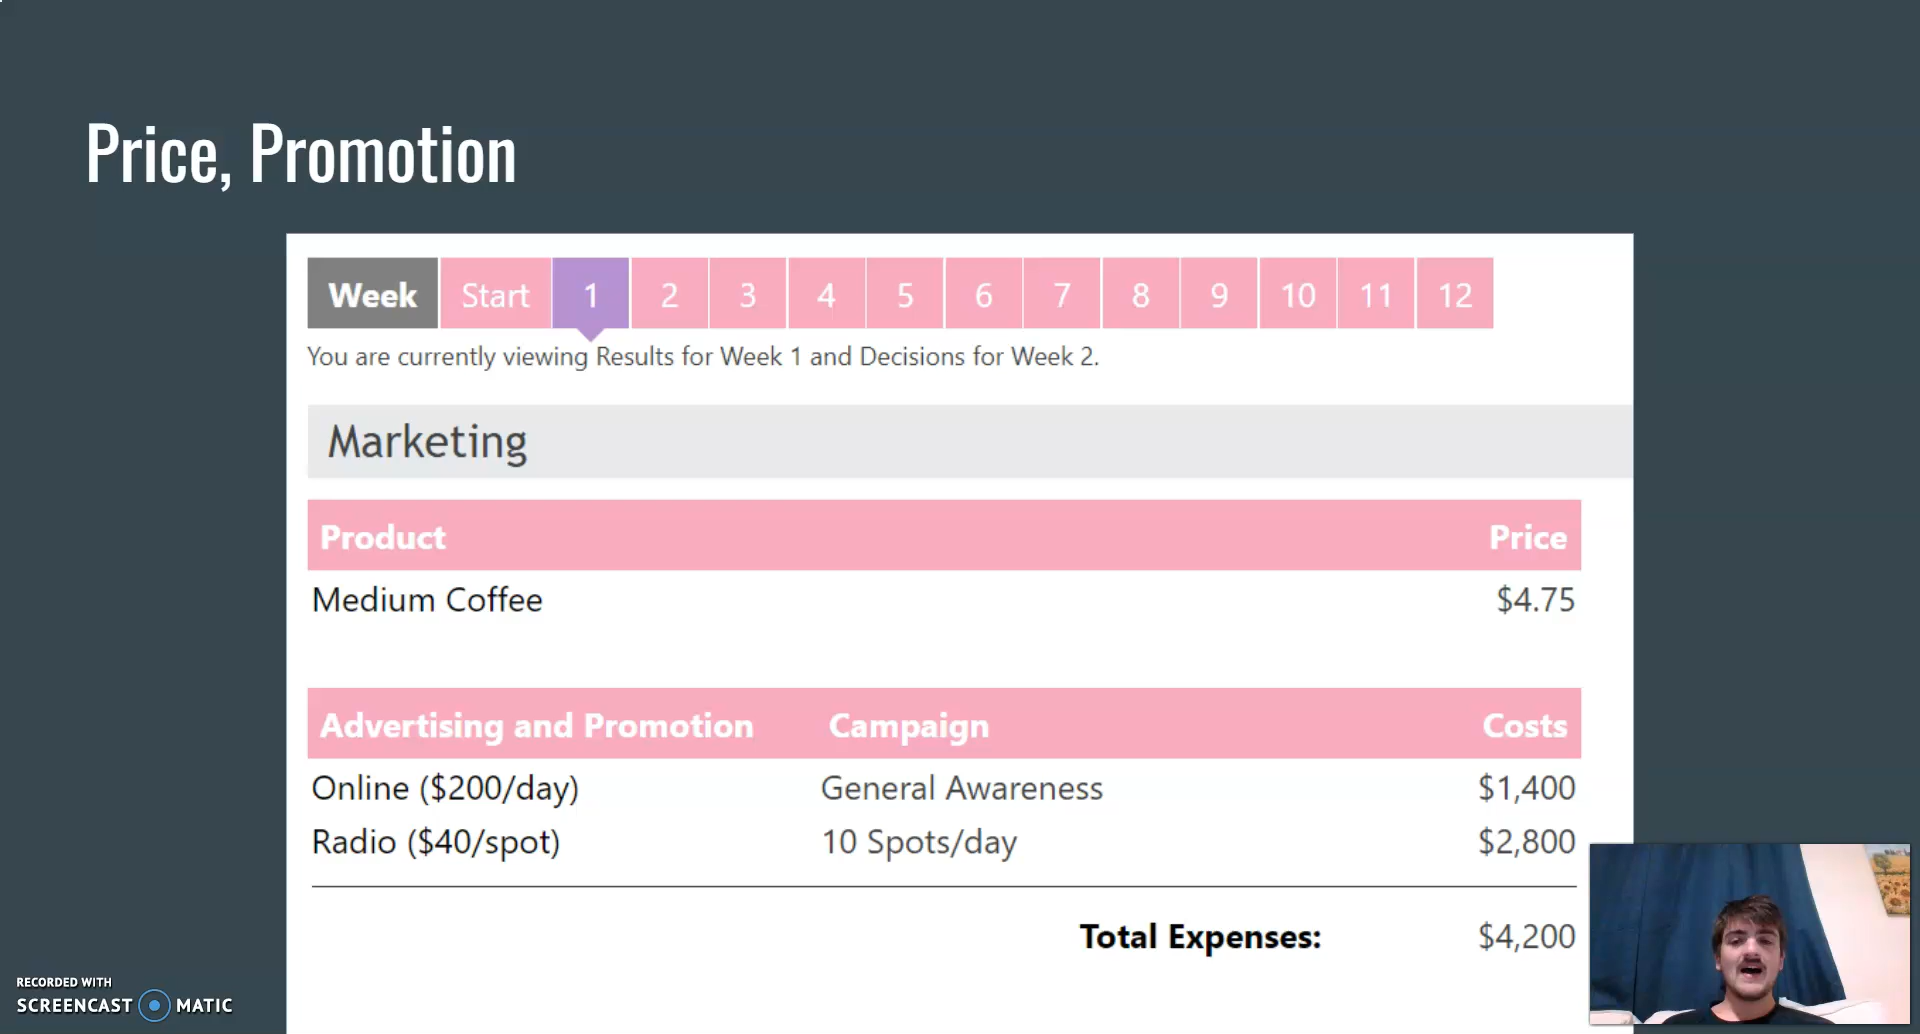 Price, Promotion
Week Start 1 2 3 4 5 6 7 8 9 10 11 12
You are currently viewing Results for Week 1 and Decisions for Week 2.
Marketing
Product Price
Medium Coffee $4.75
Advertising and Promotion Campaign Costs
Online ($200/day) General Awareness $1,400
Radio ($40/spot) 10 Spots/day $2,800
Total Expenses: $4,200
RECORDED WITH
SCREENCAST MATIC